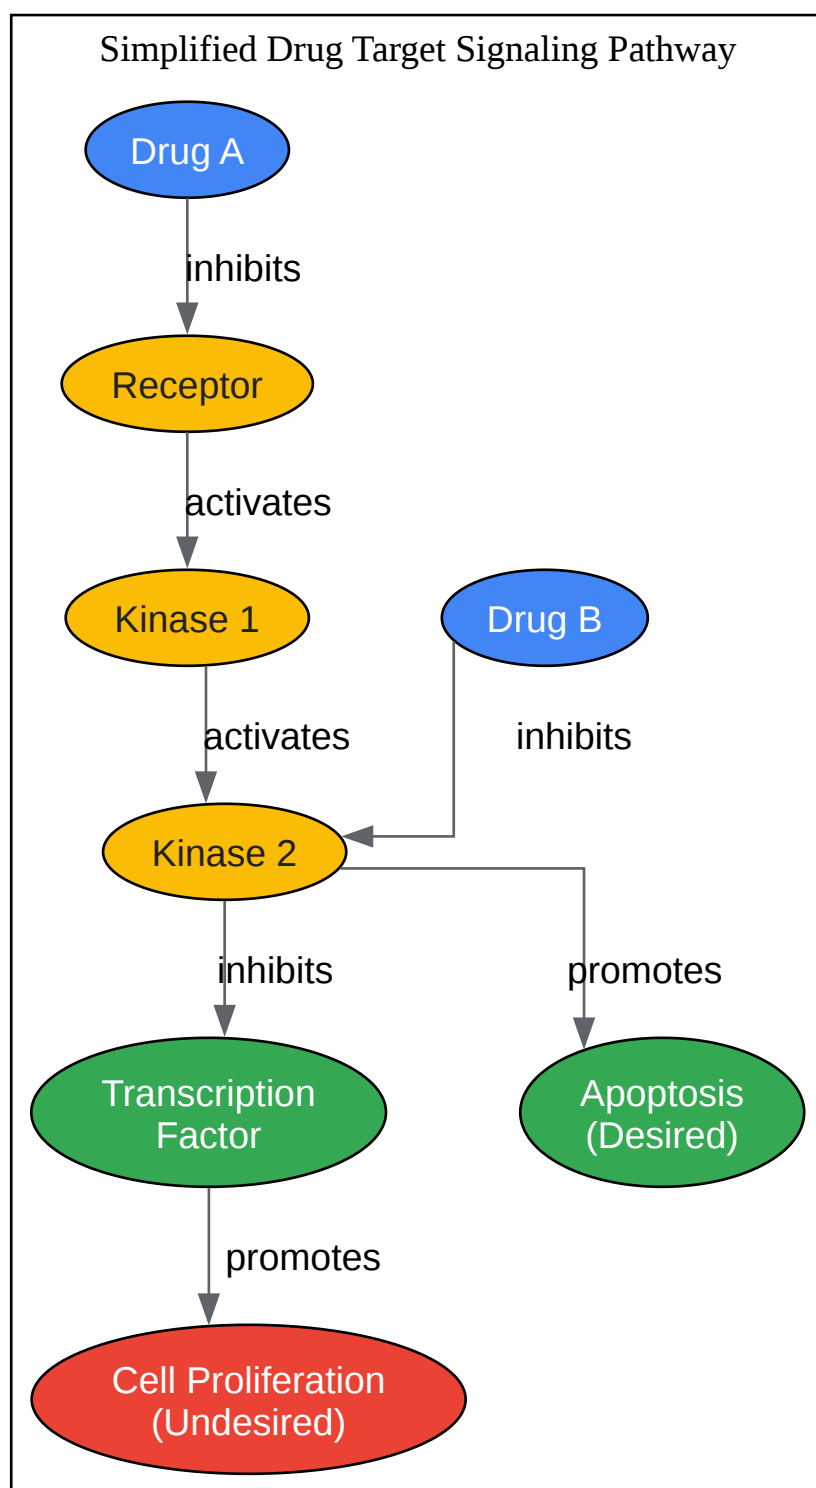 Simplified Drug Target Signaling Pathway
Drug A
inhibits
Receptor
activates
Kinase 1
Drug B
activates
inhibits
Kinase 2
inhibits
promotes
Transcription
Factor
Apoptosis
(Desired)
promotes
Cell Proliferation
(Undesired)